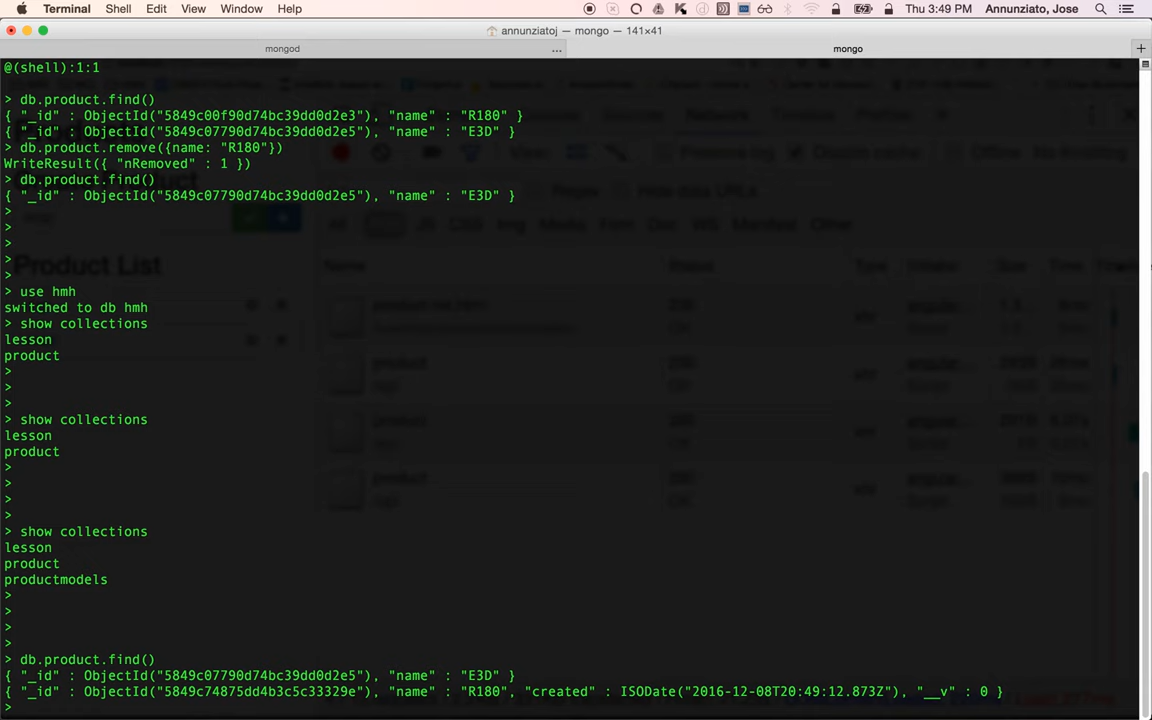 Terminal Shell Edit View Window Help Thu 3:49 PM Annunziato, Jose
annunziatoj — mongo — 141×41
mongod ... mongo +
@(shell):1:1
> db.product.find()
{ "_id" : ObjectId("5849c00f90d74bc39dd0d2e3"), "name" : "R180" }
{ "_id" : ObjectId("5849c07790d74bc39dd0d2e5"), "name" : "E3D" }
> db.product.remove({name: "R180"})
WriteResult({ "nRemoved" : 1 })
> db.product.find()
{ "_id" : ObjectId("5849c07790d74bc39dd0d2e5"), "name" : "E3D" }
>
>
>
>
> Product List
> use hmh
switched to db hmh
> show collections
lesson
product
>
>
>
> show collections
lesson
product
>
>
>
>
> show collections
lesson
product
productmodels
>
>
>
>
> db.product.find()
{ "_id" : ObjectId("5849c07790d74bc39dd0d2e5"), "name" : "E3D" }
{ "_id" : ObjectId("5849c74875dd4b3c5c33329e"), "name" : "R180", "created" : ISODate("2016-12-08T20:49:12.873Z"), "__v" : 0 }
>